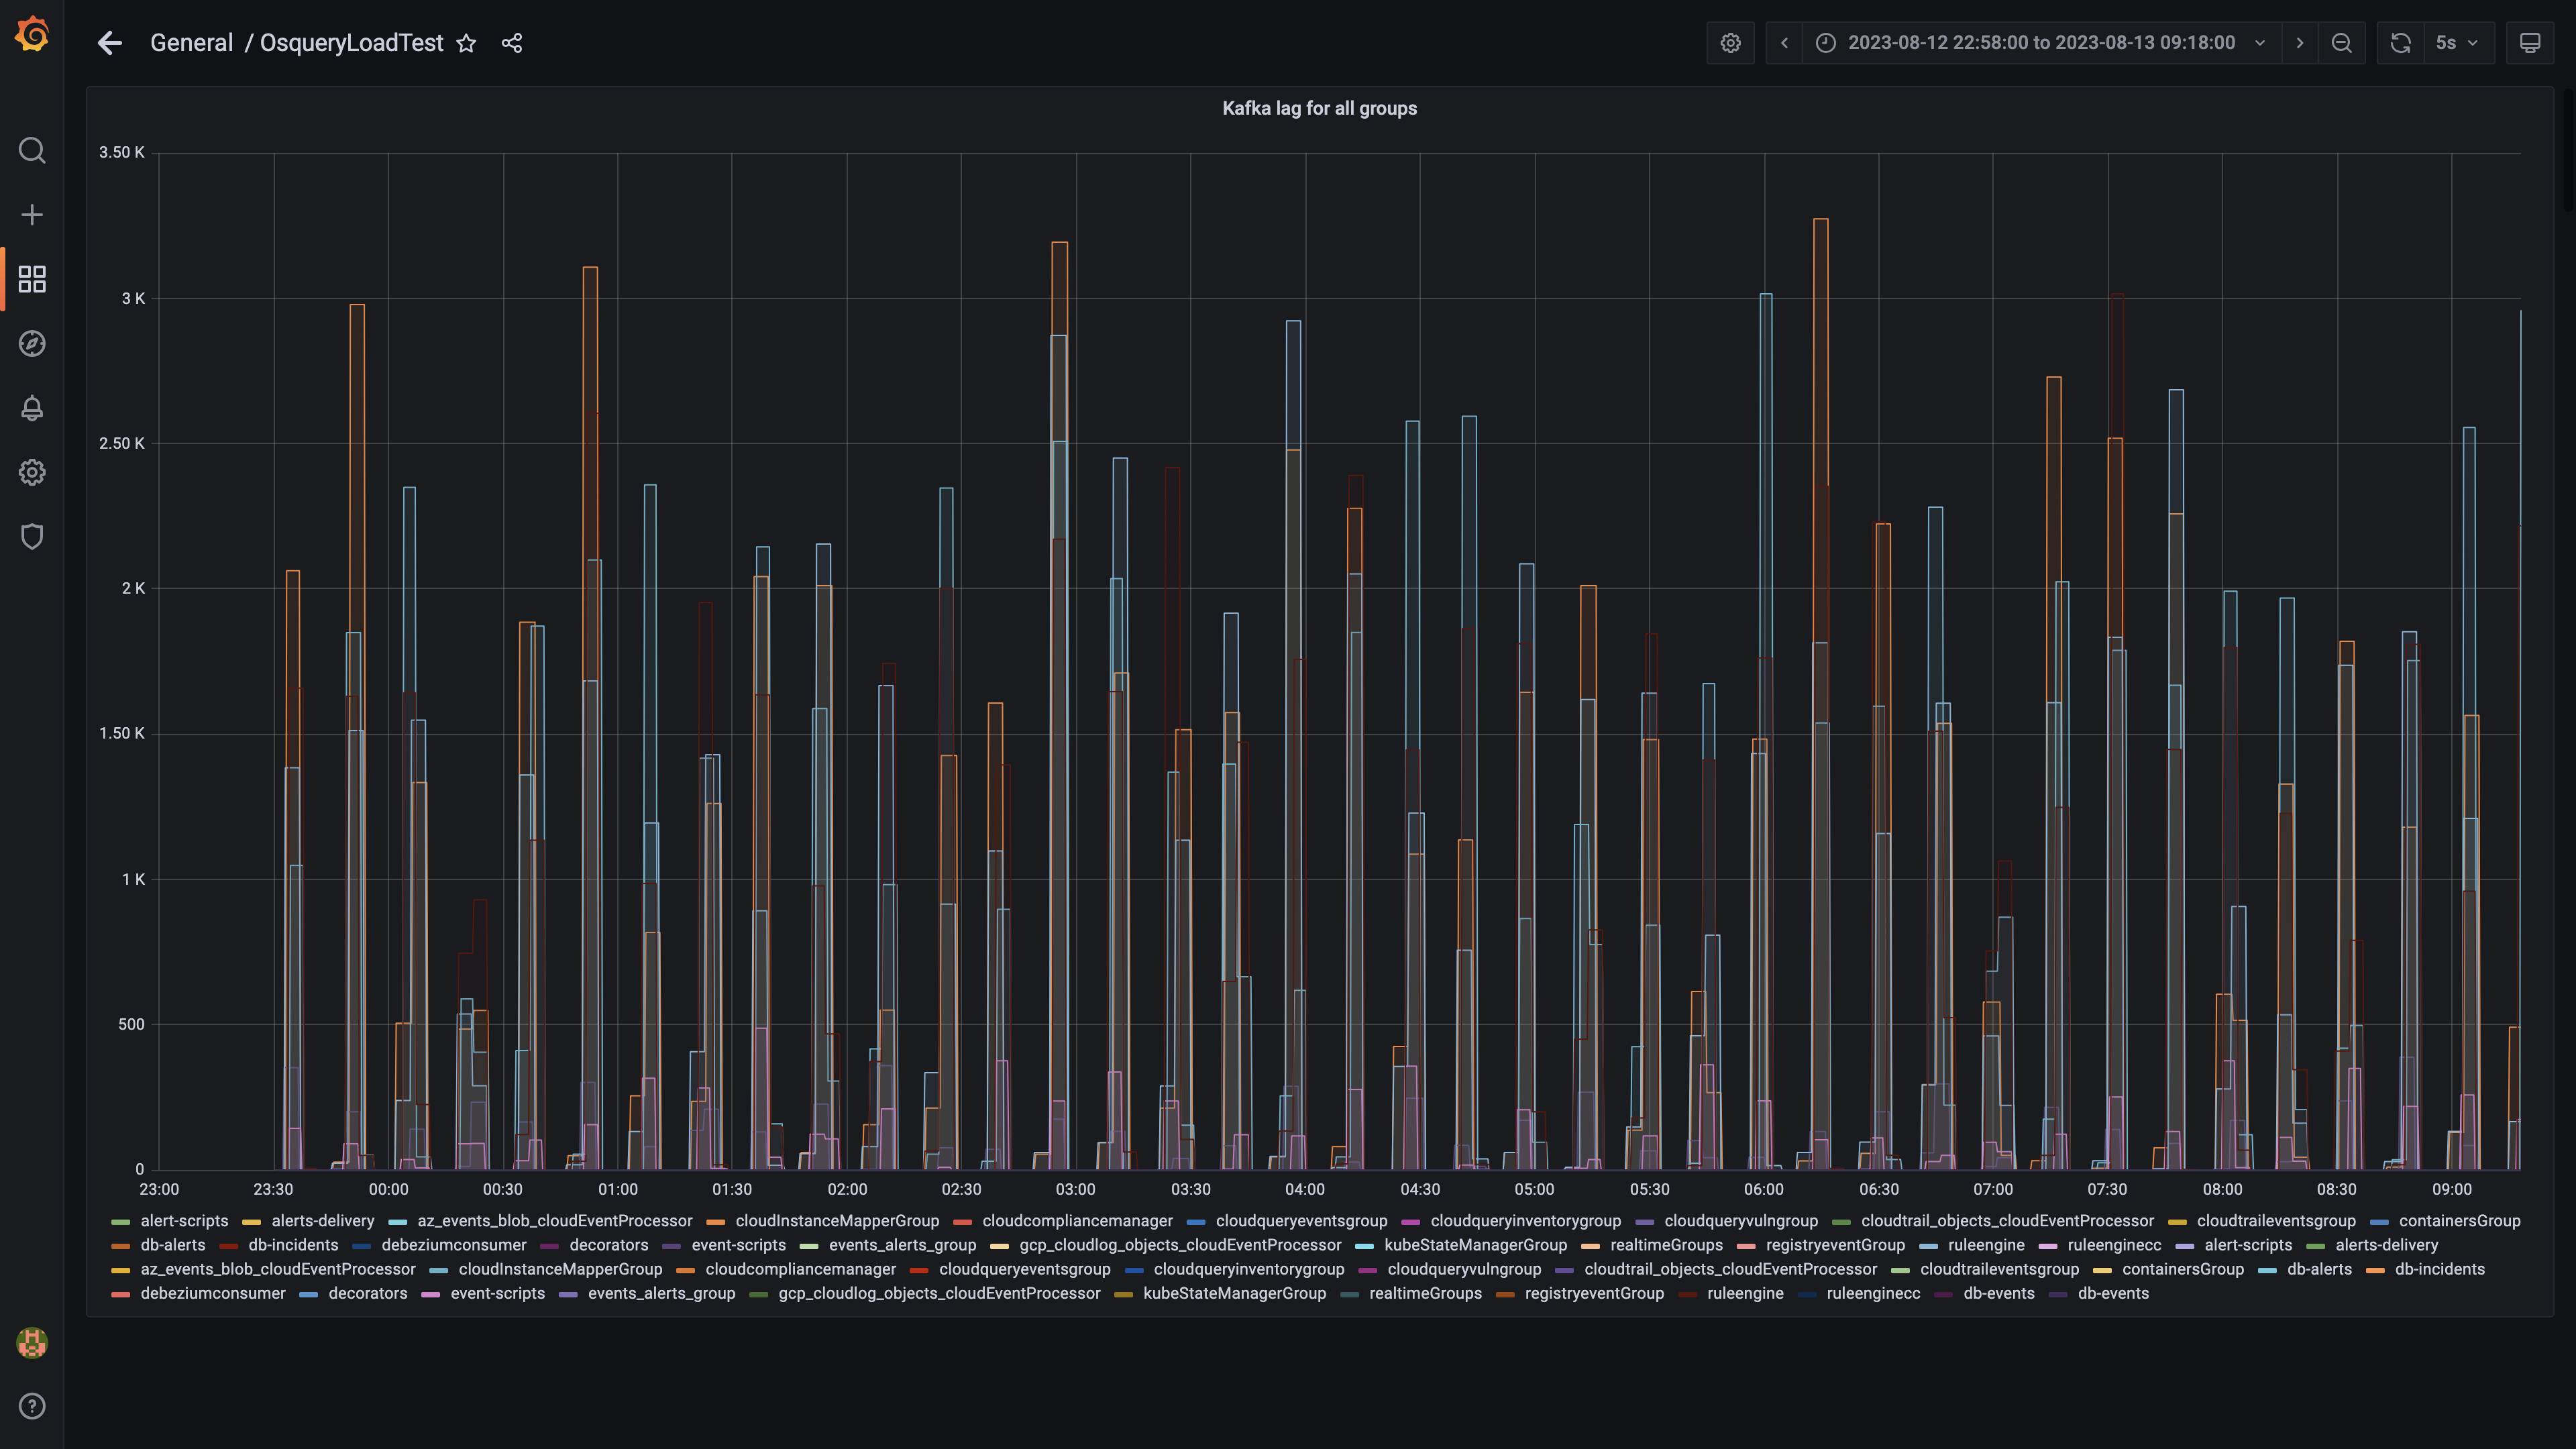 General / OsqueryLoadTest
2023-08-12 22:58:00 to 2023-08-13 09:18:00
5s
Kafka lag for all groups
3.50 K
3 K
2.50 K
2 K
1.50 K
1 K
500
0
23:00 23:30 00:00 00:30 01:00 01:30 02:00 02:30 03:00 03:30 04:00 04:30 05:00 05:30 06:00 06:30 07:00 07:30 08:00 08:30 09:00
alert-scripts alerts-delivery az_events_blob_cloudEventProcessor cloudInstanceMapperGroup cloudcompliancemanager cloudqueryeventsgroup cloudqueryinventorygroup cloudqueryvulngroup cloudtrail_objects_cloudEventProcessor cloudtraileventsgroup containersGroup
db-alerts db-incidents debeziumconsumer decorators event-scripts events_alerts_group gcp_cloudlog_objects_cloudEventProcessor kubeStateManagerGroup realtimeGroups registryeventGroup ruleengine ruleenginecc alert-scripts alerts-delivery
az_events_blob_cloudEventProcessor cloudInstanceMapperGroup cloudcompliancemanager cloudqueryeventsgroup cloudqueryinventorygroup cloudqueryvulngroup cloudtrail_objects_cloudEventProcessor cloudtraileventsgroup containersGroup db-alerts db-incidents
debeziumconsumer decorators event-scripts events_alerts_group gcp_cloudlog_objects_cloudEventProcessor kubeStateManagerGroup realtimeGroups registryeventGroup ruleengine ruleenginecc db-events db-events